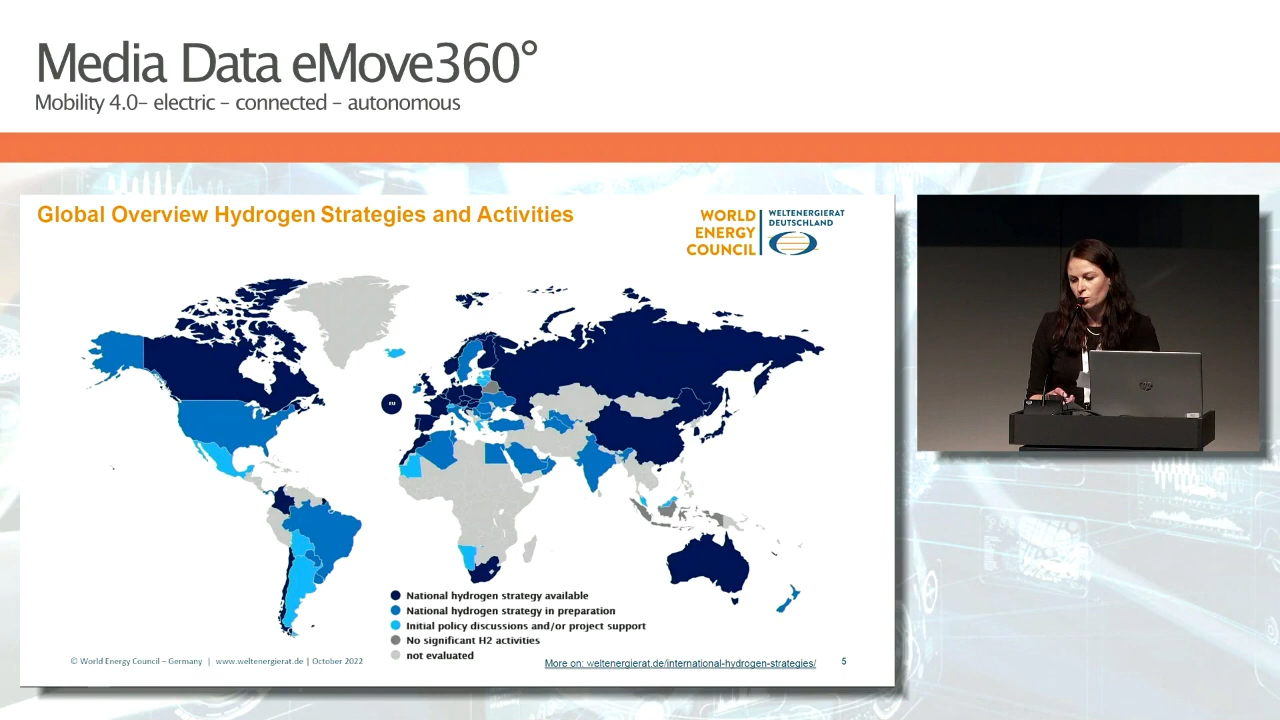 Media Data eMove360°
Mobility 4.0– electric – connected – autonomous
Global Overview Hydrogen Strategies and Activities
WORLD
ENERGY
COUNCIL
WELTENERGIERAT
DEUTSCHLAND
EU
National hydrogen strategy available
National hydrogen strategy in preparation
Initial policy discussions and/or project support
No significant H2 activities
not evaluated
© World Energy Council – Germany | www.weltenergierat.de | October 2022
More on: weltenergierat.de/international-hydrogen-strategies/
5
hp